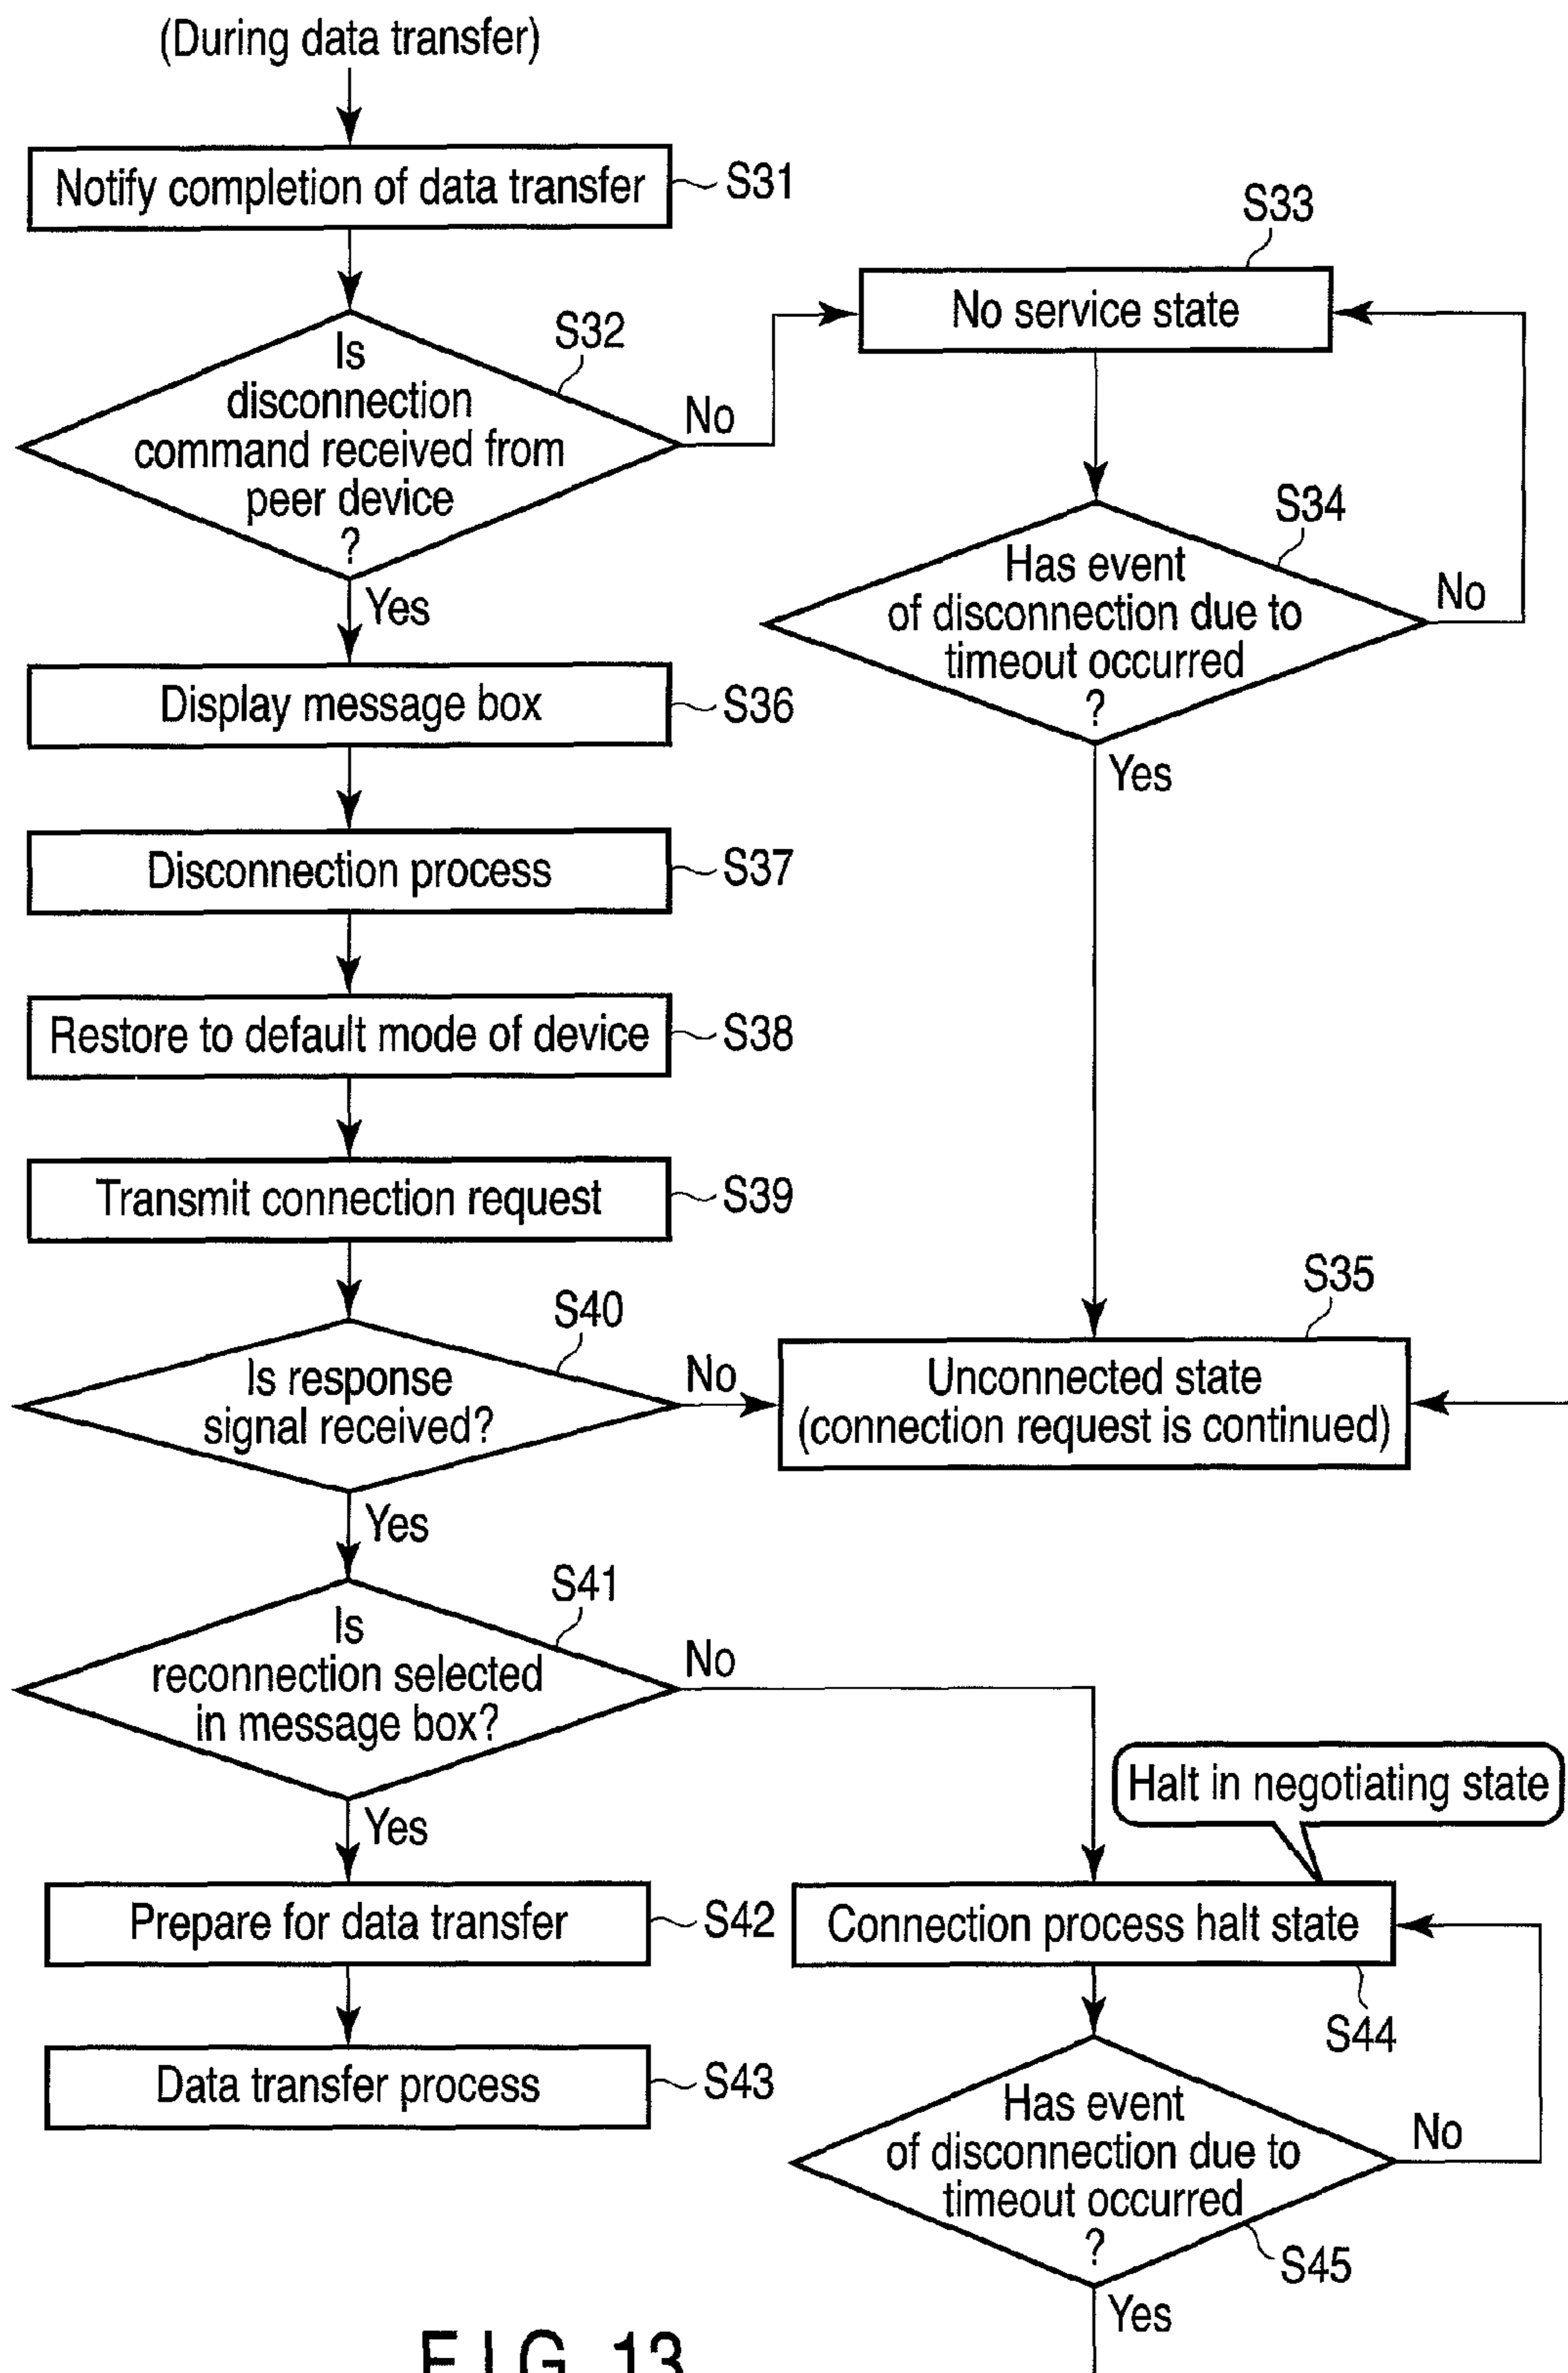 (During data transfer)
Notify completion of data transfer
S31
S33
No service state
S32
Is
disconnection
command received from
peer device
?
No
Yes
S34
Has event
of disconnection due to
timeout occurred
?
No
Yes
Display message box
S36
Disconnection process
S37
Restore to default mode of device
S38
Transmit connection request
S39
S40
Is response
signal received?
No
Yes
S35
Unconnected state
(connection request is continued)
S41
Is
reconnection selected
in message box?
No
Yes
Halt in negotiating state
Prepare for data transfer
S42
Connection process halt state
S44
Data transfer process
S43
Has event
of disconnection due to
timeout occurred
?
No
S45
Yes
FIG. 13